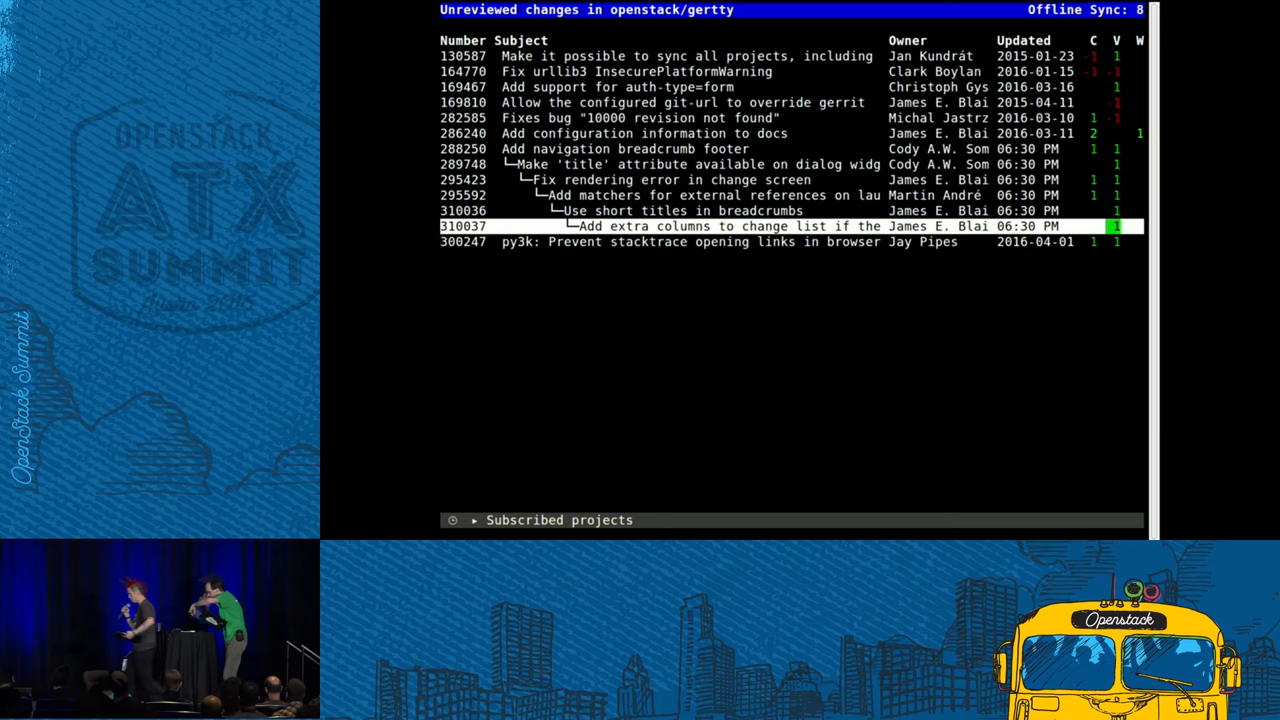 Unreviewed changes in openstack/gertty Offline Sync: 8
Number Subject Owner Updated C V W
130587 Make it possible to sync all projects, including Jan Kundrát 2015-01-23 -1 1
164770 Fix urllib3 InsecurePlatformWarning Clark Boylan 2016-01-15 -1 -1
169467 Add support for auth-type=form Christoph Gys 2016-03-16 1
169810 Allow the configured git-url to override gerrit James E. Blai 2015-04-11 -1
282585 Fixes bug "10000 revision not found" Michal Jastrz 2016-03-10 1 -1
286240 Add configuration information to docs James E. Blai 2016-03-11 2 1
288250 Add navigation breadcrumb footer Cody A.W. Som 06:30 PM 1 1
289748 └─Make 'title' attribute available on dialog widg Cody A.W. Som 06:30 PM 1
295423 └─Fix rendering error in change screen James E. Blai 06:30 PM 1 1
295592 └─Add matchers for external references on lau Martin André 06:30 PM 1 1
310036 └─Use short titles in breadcrumbs James E. Blai 06:30 PM 1
310037 └─Add extra columns to change list if the James E. Blai 06:30 PM 1
300247 py3k: Prevent stacktrace opening links in browser Jay Pipes 2016-04-01 1 1
▸ Subscribed projects
OPENSTACK
ATX
SUMMIT
Austin 2016
OpenStack Summit
Openstack